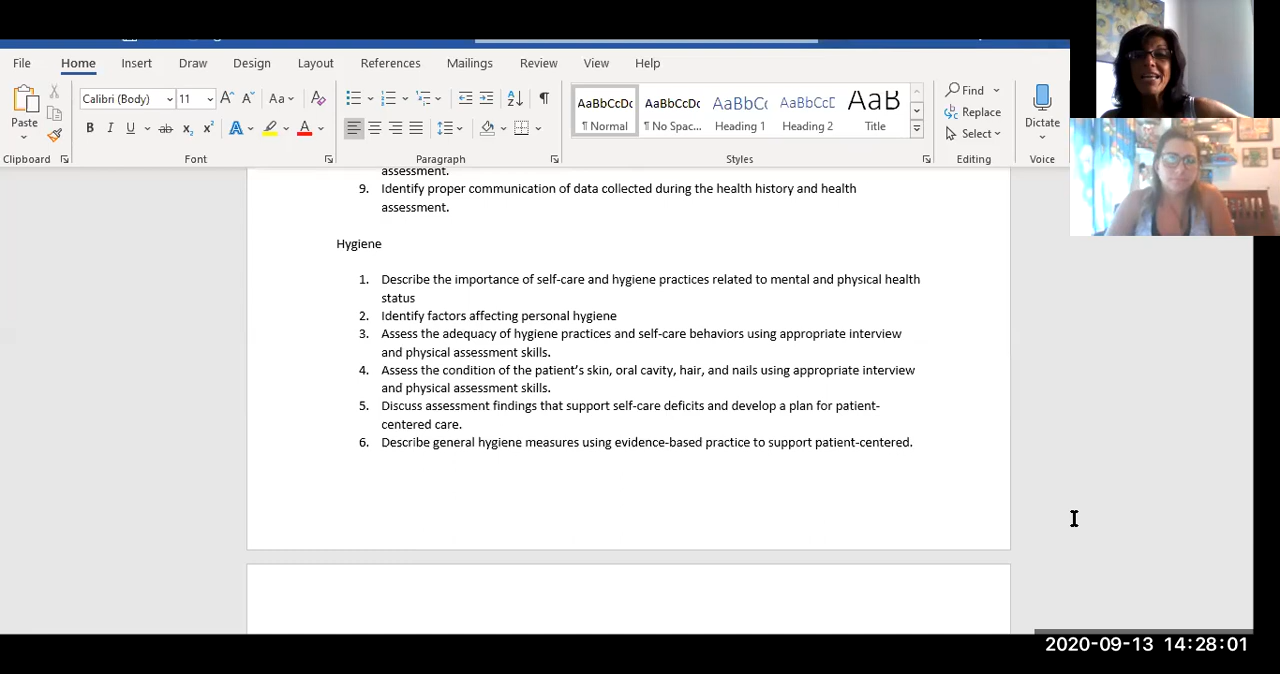 File Home Insert Draw Design Layout References Mailings Review View Help
Paste
Clipboard
Calibri (Body) 11
A A Aa A
B I U ab x₂ x² A A
Font
Paragraph
AaBbCcDc AaBbCcDc AaBbC AaBbCcD AaB
¶ Normal ¶ No Spac... Heading 1 Heading 2 Title
Styles
Find
Replace
Select
Editing
Dictate
Voice
assessment.
9. Identify proper communication of data collected during the health history and health
assessment.
Hygiene
1. Describe the importance of self-care and hygiene practices related to mental and physical health
status
2. Identify factors affecting personal hygiene
3. Assess the adequacy of hygiene practices and self-care behaviors using appropriate interview
and physical assessment skills.
4. Assess the condition of the patient's skin, oral cavity, hair, and nails using appropriate interview
and physical assessment skills.
5. Discuss assessment findings that support self-care deficits and develop a plan for patient-
centered care.
6. Describe general hygiene measures using evidence-based practice to support patient-centered.
2020-09-13 14:28:01